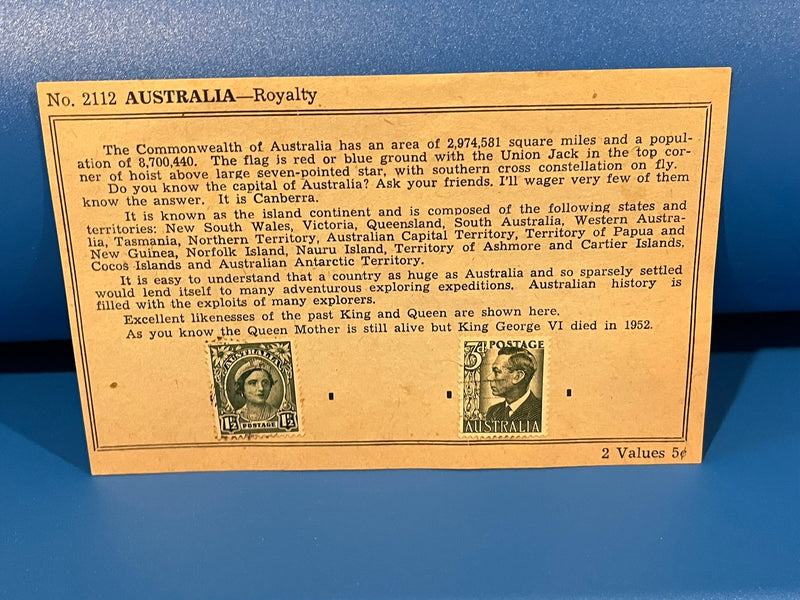 No. 2112 AUSTRALIA—Royalty
The Commonwealth of Australia has an area of 2,974,581 square miles and a popul-
ation of 8,700,440. The flag is red or blue ground with the Union Jack in the top cor-
ner of hoist above large seven-pointed star, with southern cross constellation on fly.
Do you know the capital of Australia? Ask your friends. I'll wager very few of them
know the answer. It is Canberra.
It is known as the island continent and is composed of the following states and
territories: New South Wales, Victoria, Queensland, South Australia, Western Austra-
lia, Tasmania, Northern Territory, Australian Capital Territory, Territory of Papua and
New Guinea, Norfolk Island, Nauru Island, Territory of Ashmore and Cartier Islands,
Cocos Islands and Australian Antarctic Territory.
It is easy to understand that a country as huge as Australia and so sparsely settled
would lend itself to many adventurous exploring expeditions. Australian history is
filled with the exploits of many explorers.
Excellent likenesses of the past King and Queen are shown here.
As you know the Queen Mother is still alive but King George VI died in 1952.
AUSTRALIA
1½ POSTAGE 1½
3d POSTAGE
AUSTRALIA
2 Values 5¢